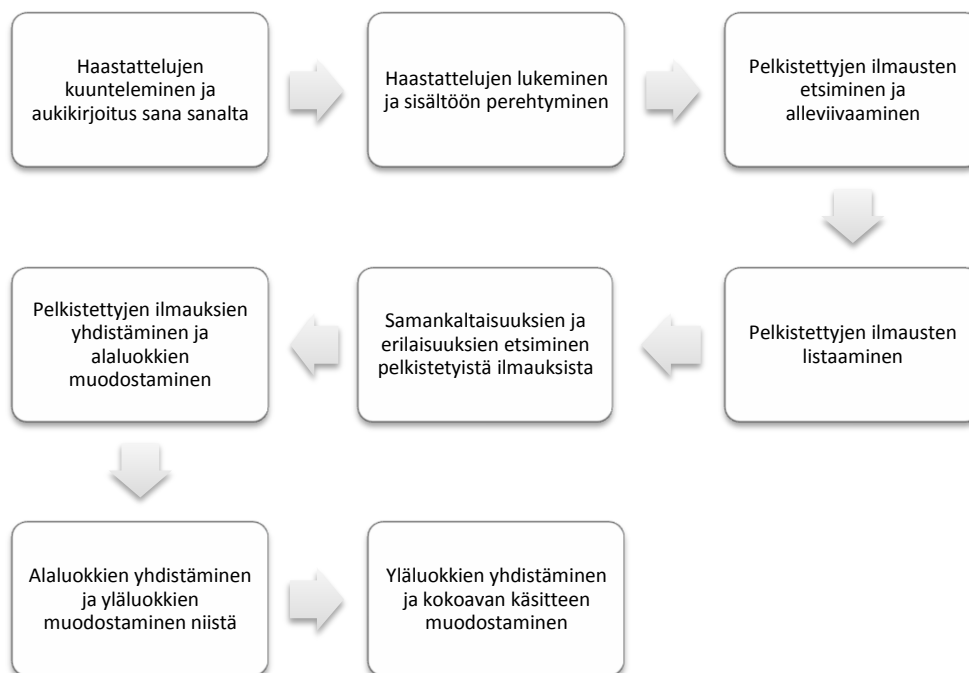 Haastattelujen
kuunteleminen ja
aukikirjoitus sana sanalta
Haastattelujen lukeminen
ja sisältöön perehtyminen
Pelkistettyjen ilmausten
etsiminen ja
alleviivaaminen
Pelkistettyjen ilmausten
listaaminen
Samankaltaisuuksien ja
erilaisuuksien etsiminen
pelkistetyistä ilmauksista
Pelkistettyjen ilmauksien
yhdistäminen ja
alaluokkien
muodostaminen
Alaluokkien yhdistäminen
ja yläluokkien
muodostaminen niistä
Yläluokkien yhdistäminen
ja kokoavan käsitteen
muodostaminen